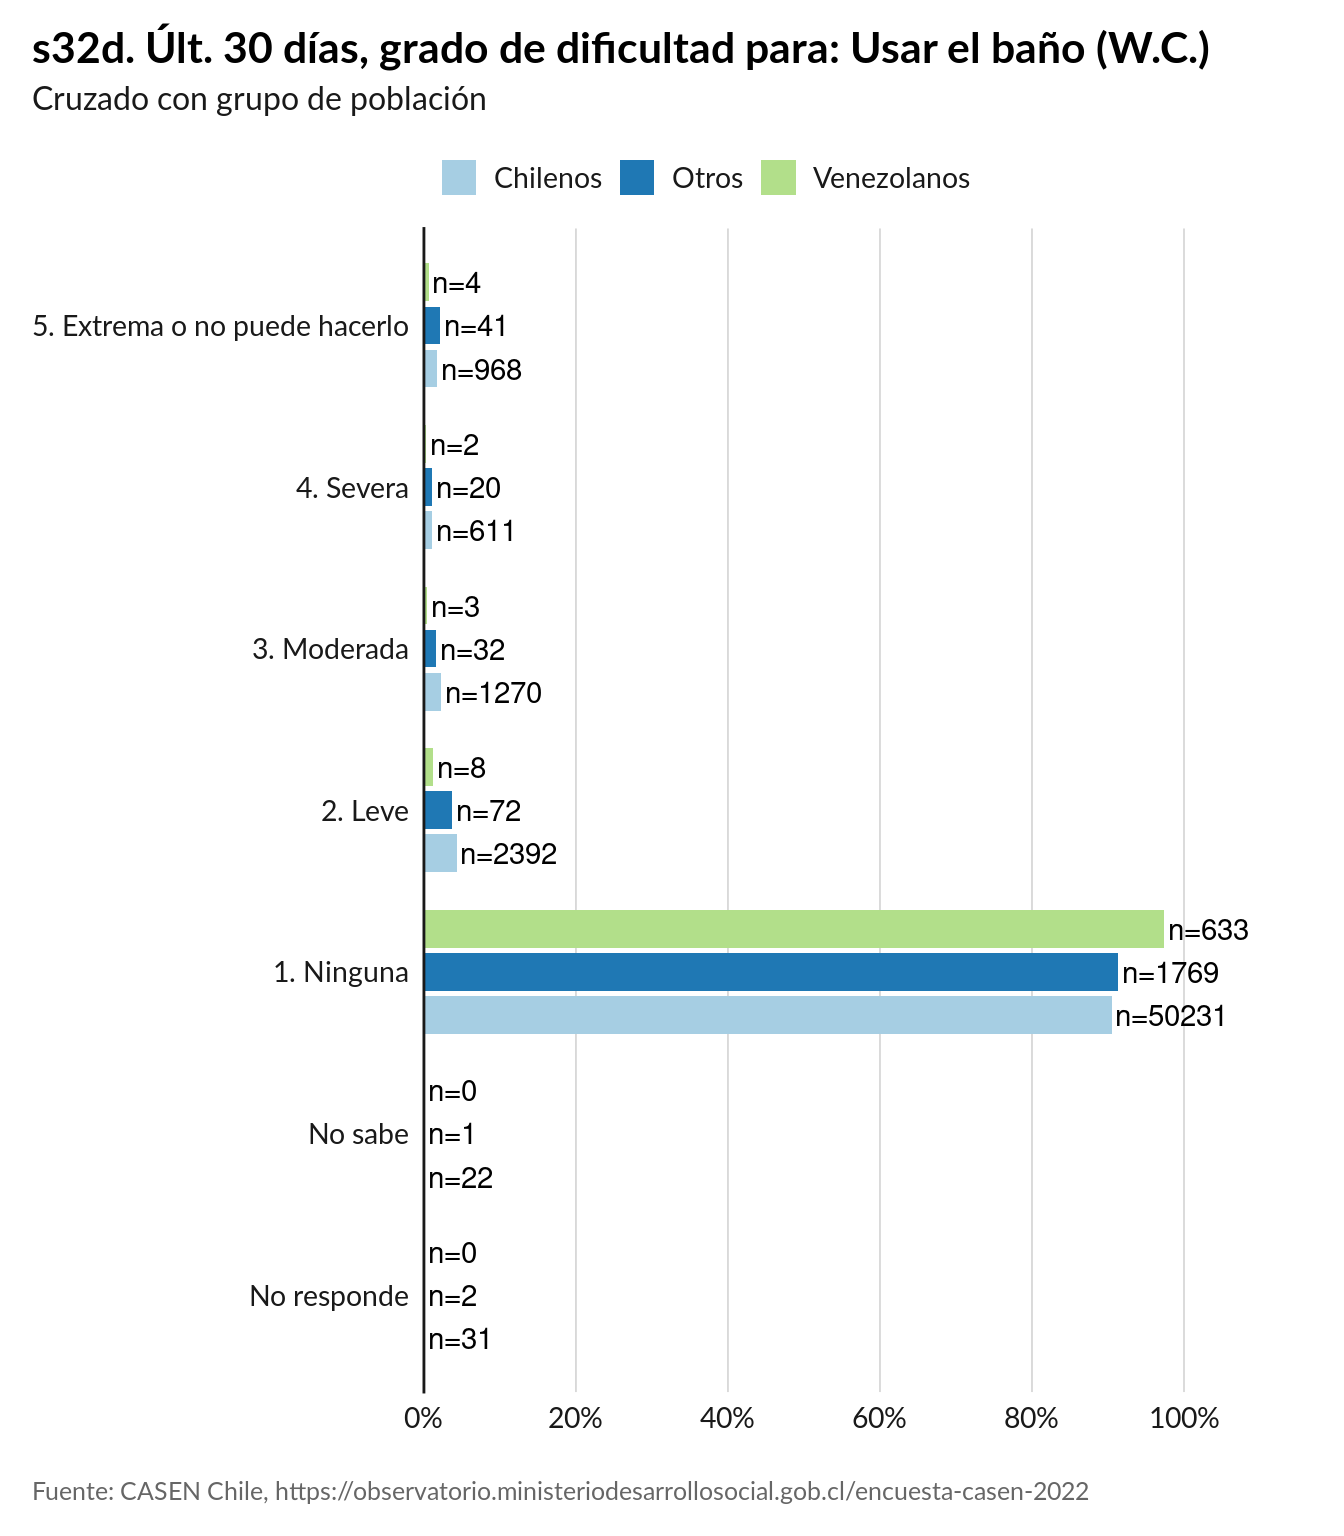 s32d. Últ. 30 días, grado de dificultad para: Usar el baño (W.C.)
Cruzado con grupo de población
Chilenos Otros Venezolanos
n=4
5. Extrema o no puede hacerlo n=41
n=968
n=2
4. Severa n=20
n=611
n=3
3. Moderada n=32
n=1270
n=8
2. Leve n=72
n=2392
n=633
1. Ninguna n=1769
n=50231
n=0
No sabe n=1
n=22
n=0
No responde n=2
n=31
0% 20% 40% 60% 80% 100%
Fuente: CASEN Chile, https://observatorio.ministeriodesarrollosocial.gob.cl/encuesta-casen-2022